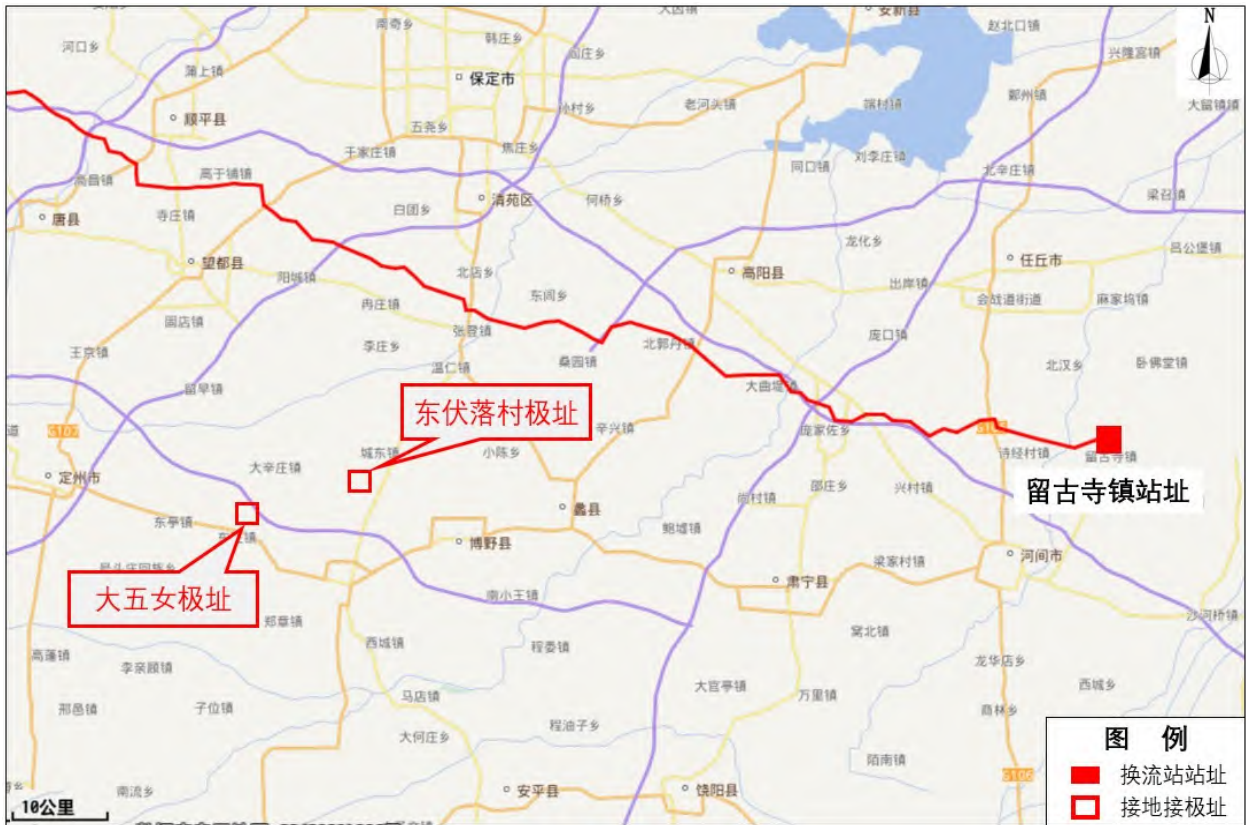 河口乡
南奇乡
韩庄乡
安新县
赵北口镇
N
兴隆宫镇
蒲上镇
保定市
孙村乡
老河头镇
端村镇
鄚州镇
大留镇镇
顺平县
五尧乡
焦庄乡
于家庄镇
同口镇
刘李庄镇
北辛庄镇
高昌镇
高于铺镇
清苑区
何桥乡
梁召镇
唐县
寺庄镇
白团乡
龙化乡
吕公堡镇
望都县
阳城镇
北店乡
高阳县
任丘市
出岸镇
会战道街道
麻家坞镇
冉庄镇
东闾乡
固店镇
张登镇
庞口镇
王京镇
李庄乡
温仁镇
桑园镇
北郭丹镇
北汉乡
卧佛堂镇
留早镇
大曲堤镇
东伏落村极址
道
G107
辛兴镇
庞家佐乡
城东镇
小陈乡
诗经村镇
留古寺镇
定州市
大辛庄镇
邵庄乡
兴村镇
留古寺镇站址
尚村镇
蠡县
鲍墟镇
东亭镇
博野县
梁家村镇
河间市
大五女极址
肃宁县
南小王镇
沙河桥镇
郑章镇
西城镇
程委镇
窝北镇
高蓬镇
李亲顾镇
龙华店乡
大官亭镇
万里镇
西城乡
邢邑镇
子位镇
马店镇
商林乡
程油子乡
大何庄乡
图 例
陌南镇
G106
换流站站址
南流乡
安平县
饶阳县
10公里
接地接极址